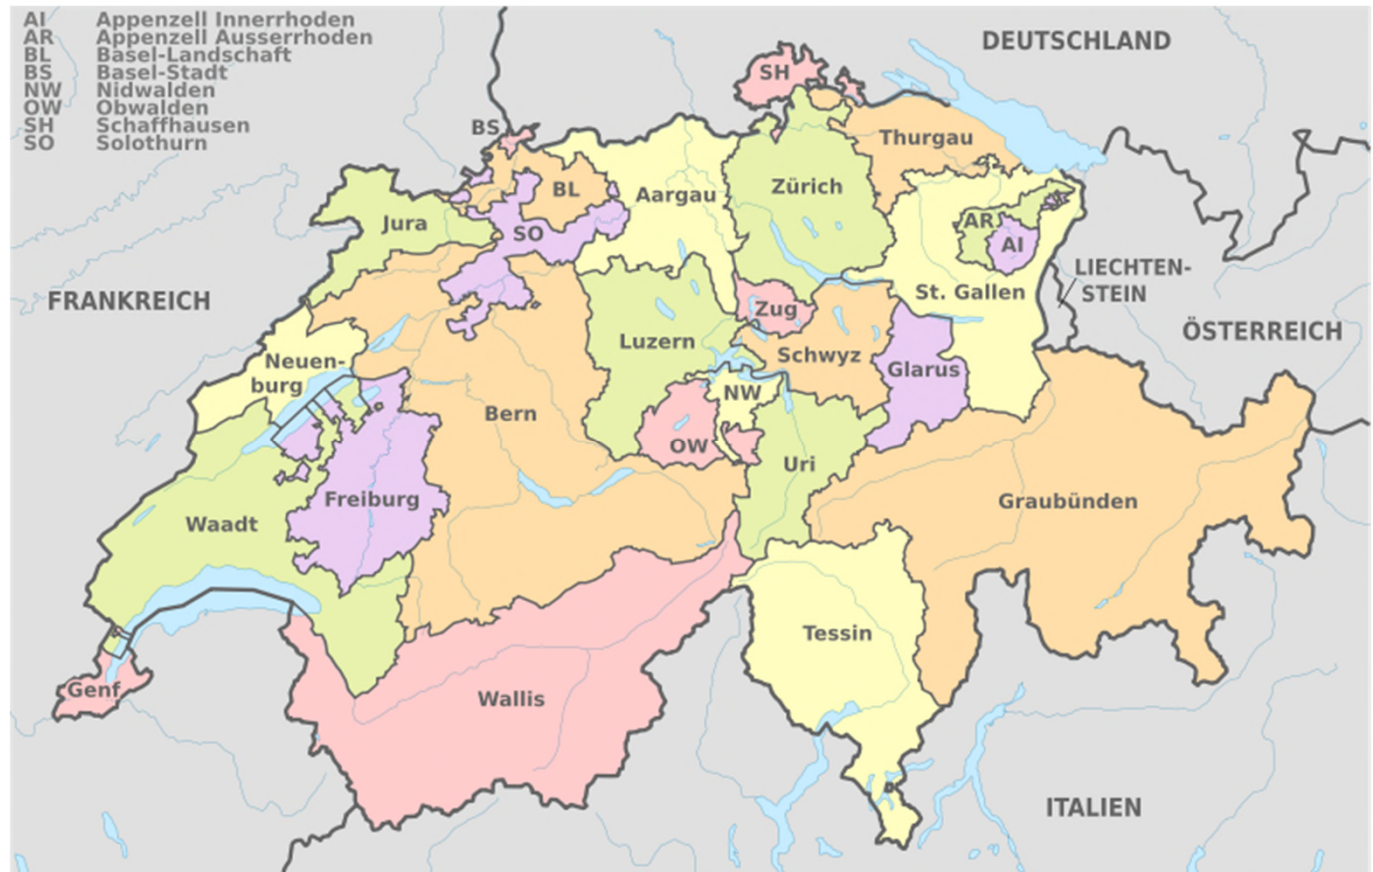 AI Appenzell Innerrhoden
AR Appenzell Ausserrhoden
BL Basel-Landschaft
BS Basel-Stadt
NW Nidwalden
OW Obwalden
SH Schaffhausen
SO Solothurn
DEUTSCHLAND
SH
BS
Thurgau
Zürich
BL
Aargau
Jura
SO
AR
AI
LIECHTEN-
STEIN
FRANKREICH
St. Gallen
Zug
ÖSTERREICH
Luzern
Schwyz
Neuen-
burg
Glarus
NW
Bern
OW
Uri
Freiburg
Graubünden
Waadt
Tessin
Genf
Wallis
ITALIEN